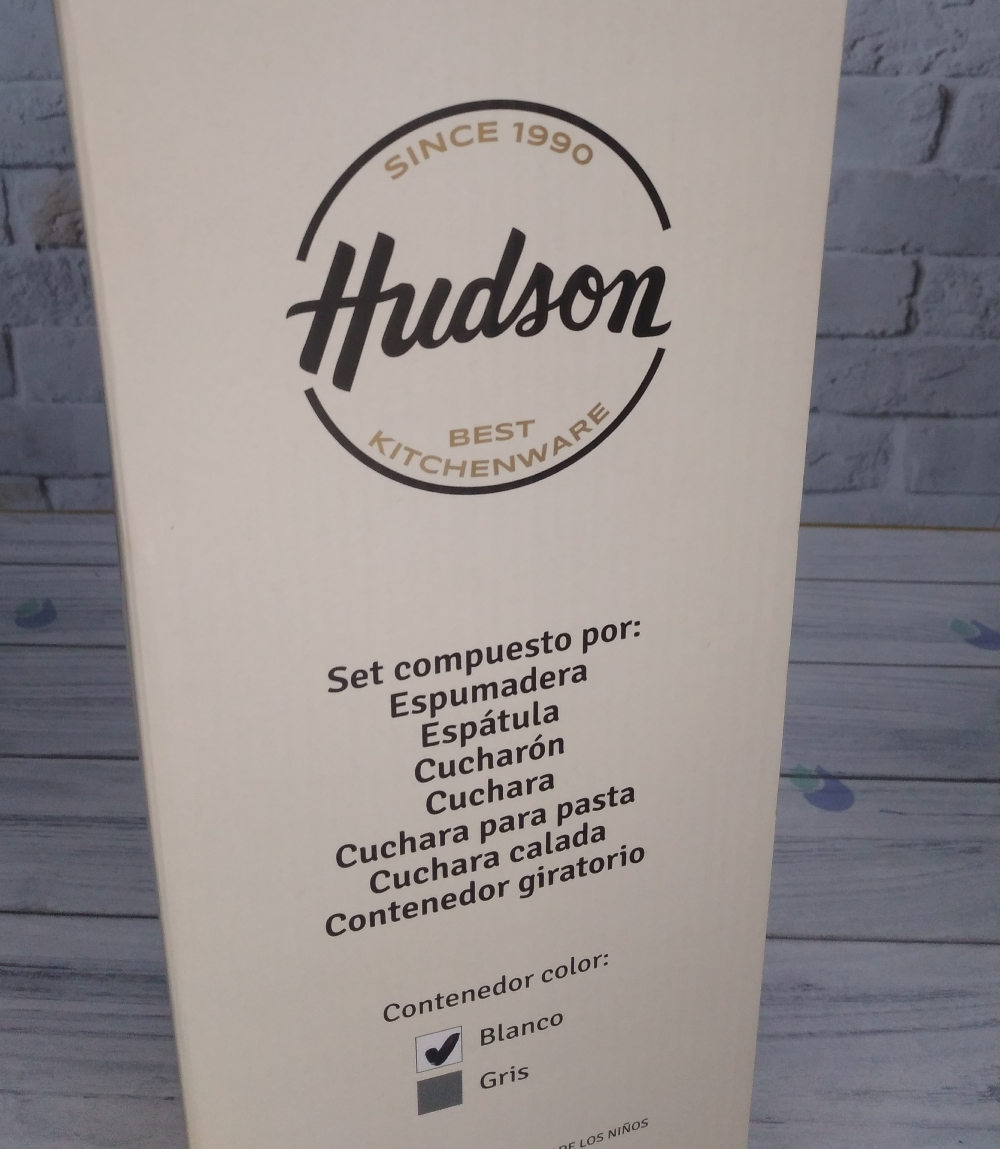 SINCE 1990
Hudson
BEST
KITCHENWARE
Set compuesto por:
Espumadera
Espátula
Cucharón
Cuchara
Cuchara para pasta
Cuchara calada
Contenedor giratorio
Contenedor color:
Blanco
Gris
DE LOS NIÑOS